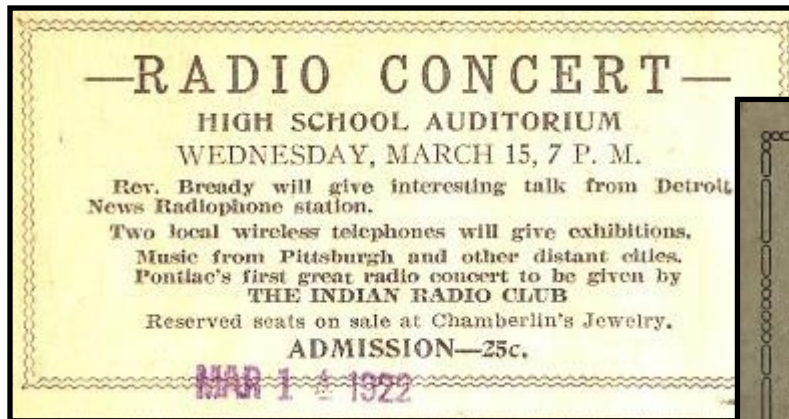 —RADIO CONCERT—
HIGH SCHOOL AUDITORIUM
WEDNESDAY, MARCH 15, 7 P. M.
Rev. Bready will give interesting talk from Detroit
News Radiophone station.
Two local wireless telephones will give exhibitions.
Music from Pittsburgh and other distant cities.
Pontiac's first great radio concert to be given by
THE INDIAN RADIO CLUB
Reserved seats on sale at Chamberlin's Jewelry.
ADMISSION—25c.
MAR 14 1922